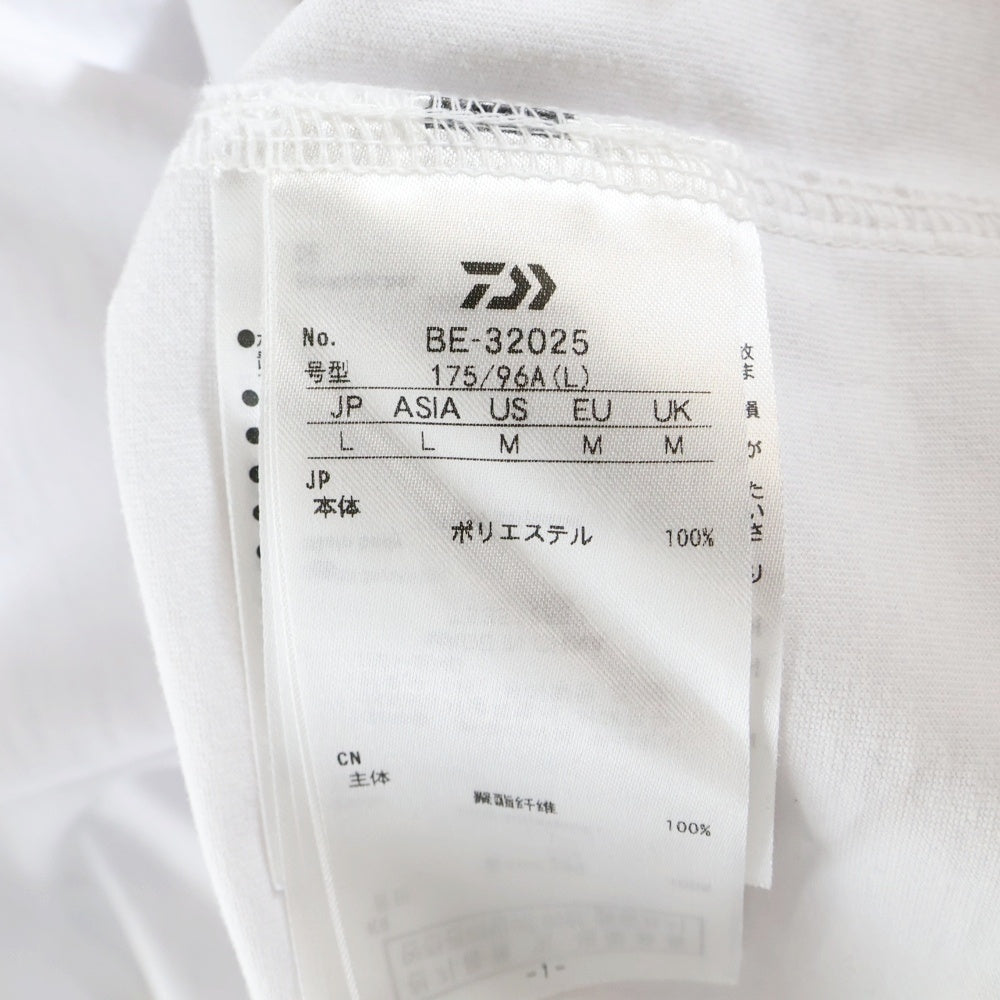 No. BE-32025
号型 175/96A(L)
JP ASIA US EU UK
L L M M M
JP
本体
ポリエステル 100%
CN
主体
聚酯纤维
100%
-1-